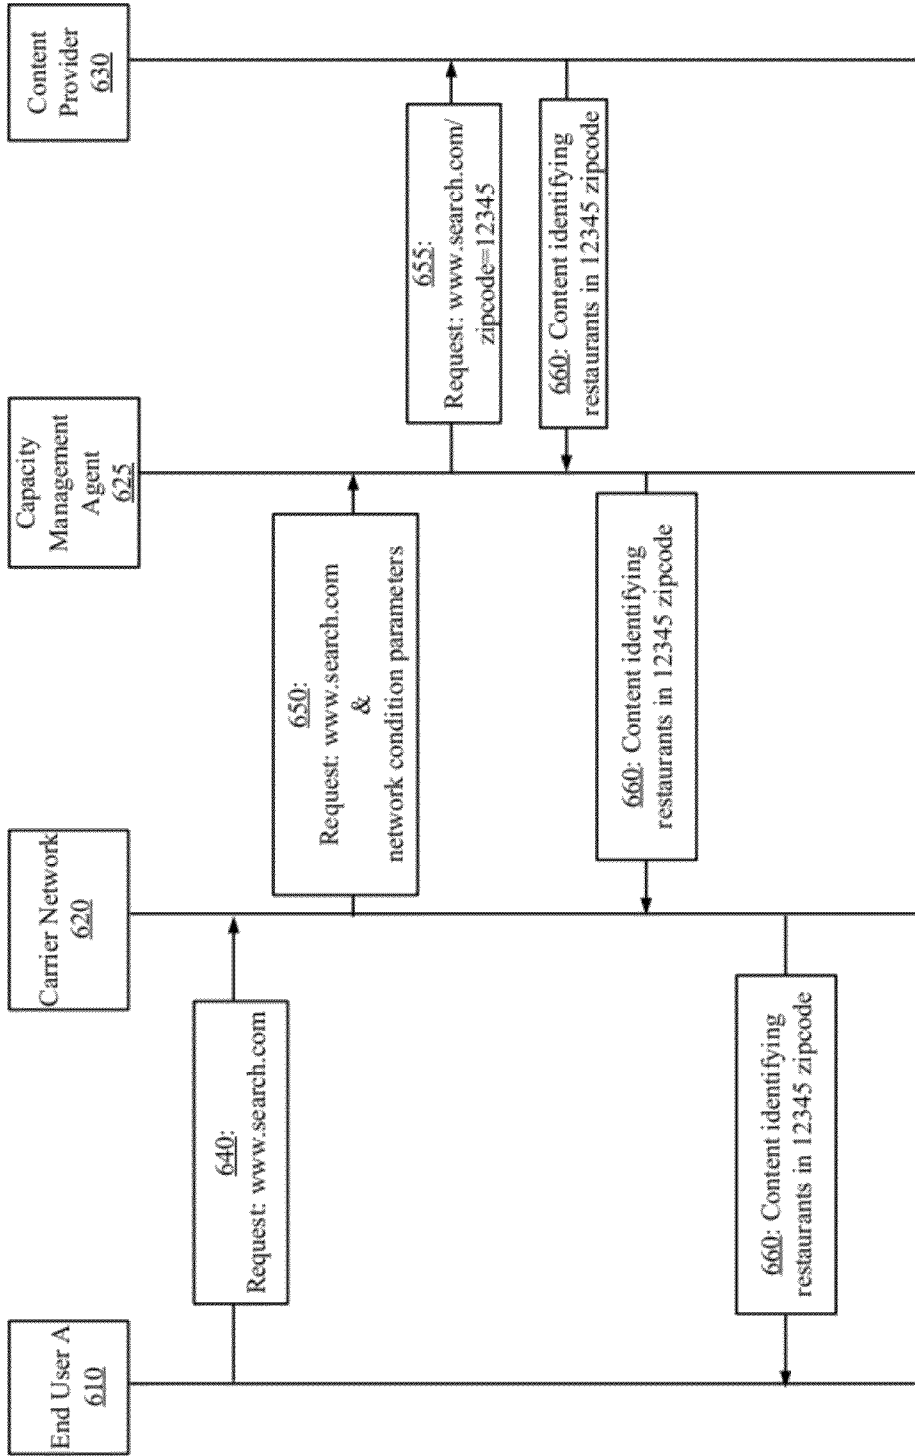 End User A
610
Carrier Network
620
Capacity
Management
Agent
625
Content
Provider
630
640:
Request: www.search.com
650:
Request: www.search.com
&
network condition parameters
655:
Request: www.search.com/
zipcode=12345
660: Content identifying
restaurants in 12345 zipcode
660: Content identifying
restaurants in 12345 zipcode
660: Content identifying
restaurants in 12345 zipcode